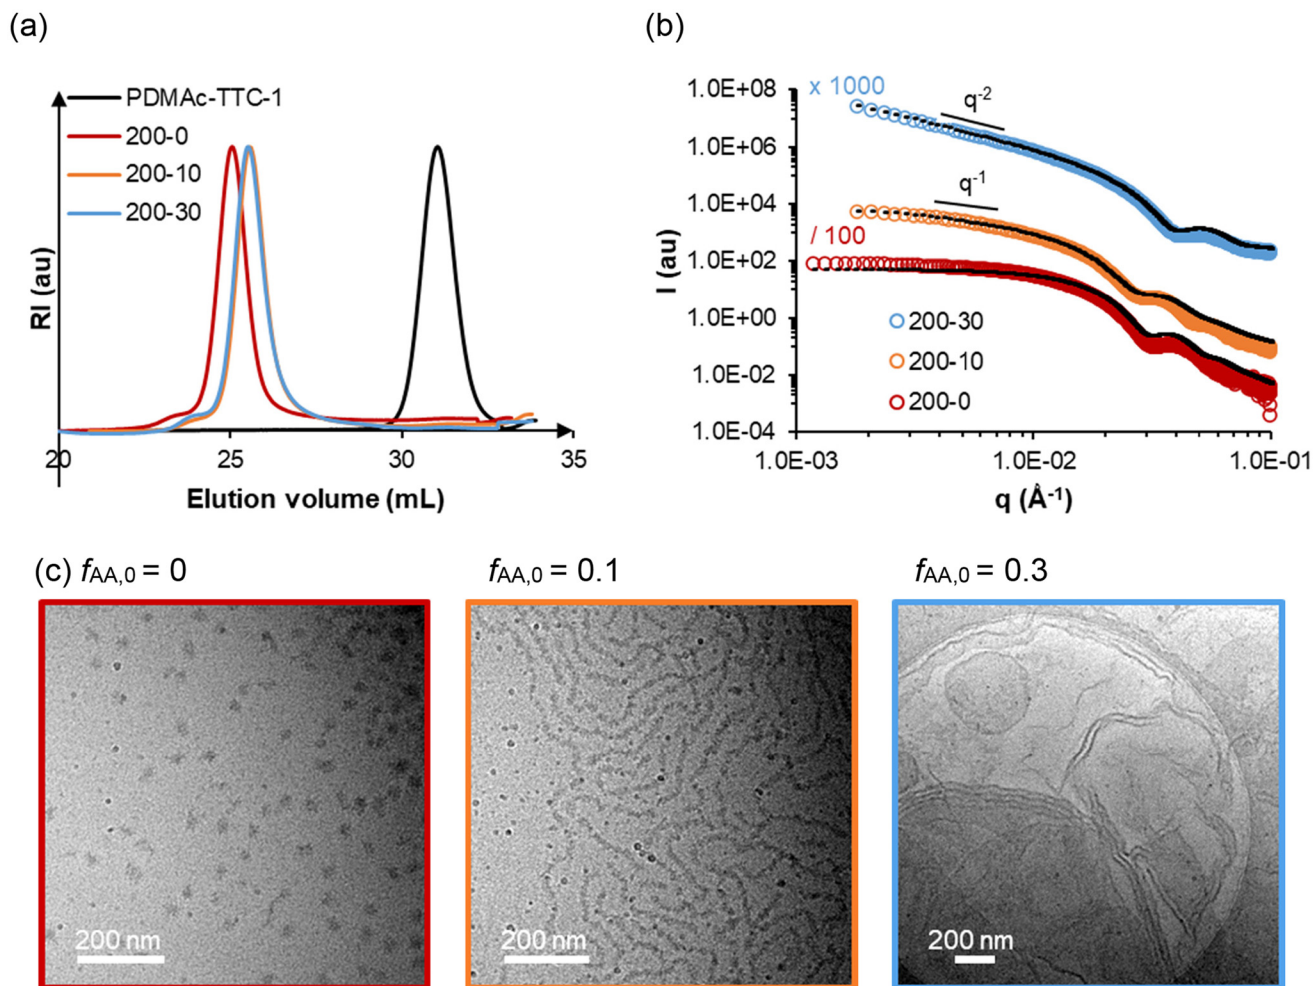 (a)
PDMAc-TTC-1
200-0
200-10
200-30
RI (au)
20 25 30 35
Elution volume (mL)
(b)
1.0E+08
1.0E+06
1.0E+04
1.0E+02
1.0E+00
1.0E-02
1.0E-04
I (au)
x 1000
q⁻²
q⁻¹
/ 100
200-30
200-10
200-0
1.0E-03 1.0E-02 1.0E-01
q (Å⁻¹)
(c) fAA,0 = 0
fAA,0 = 0.1
fAA,0 = 0.3
200 nm
200 nm
200 nm